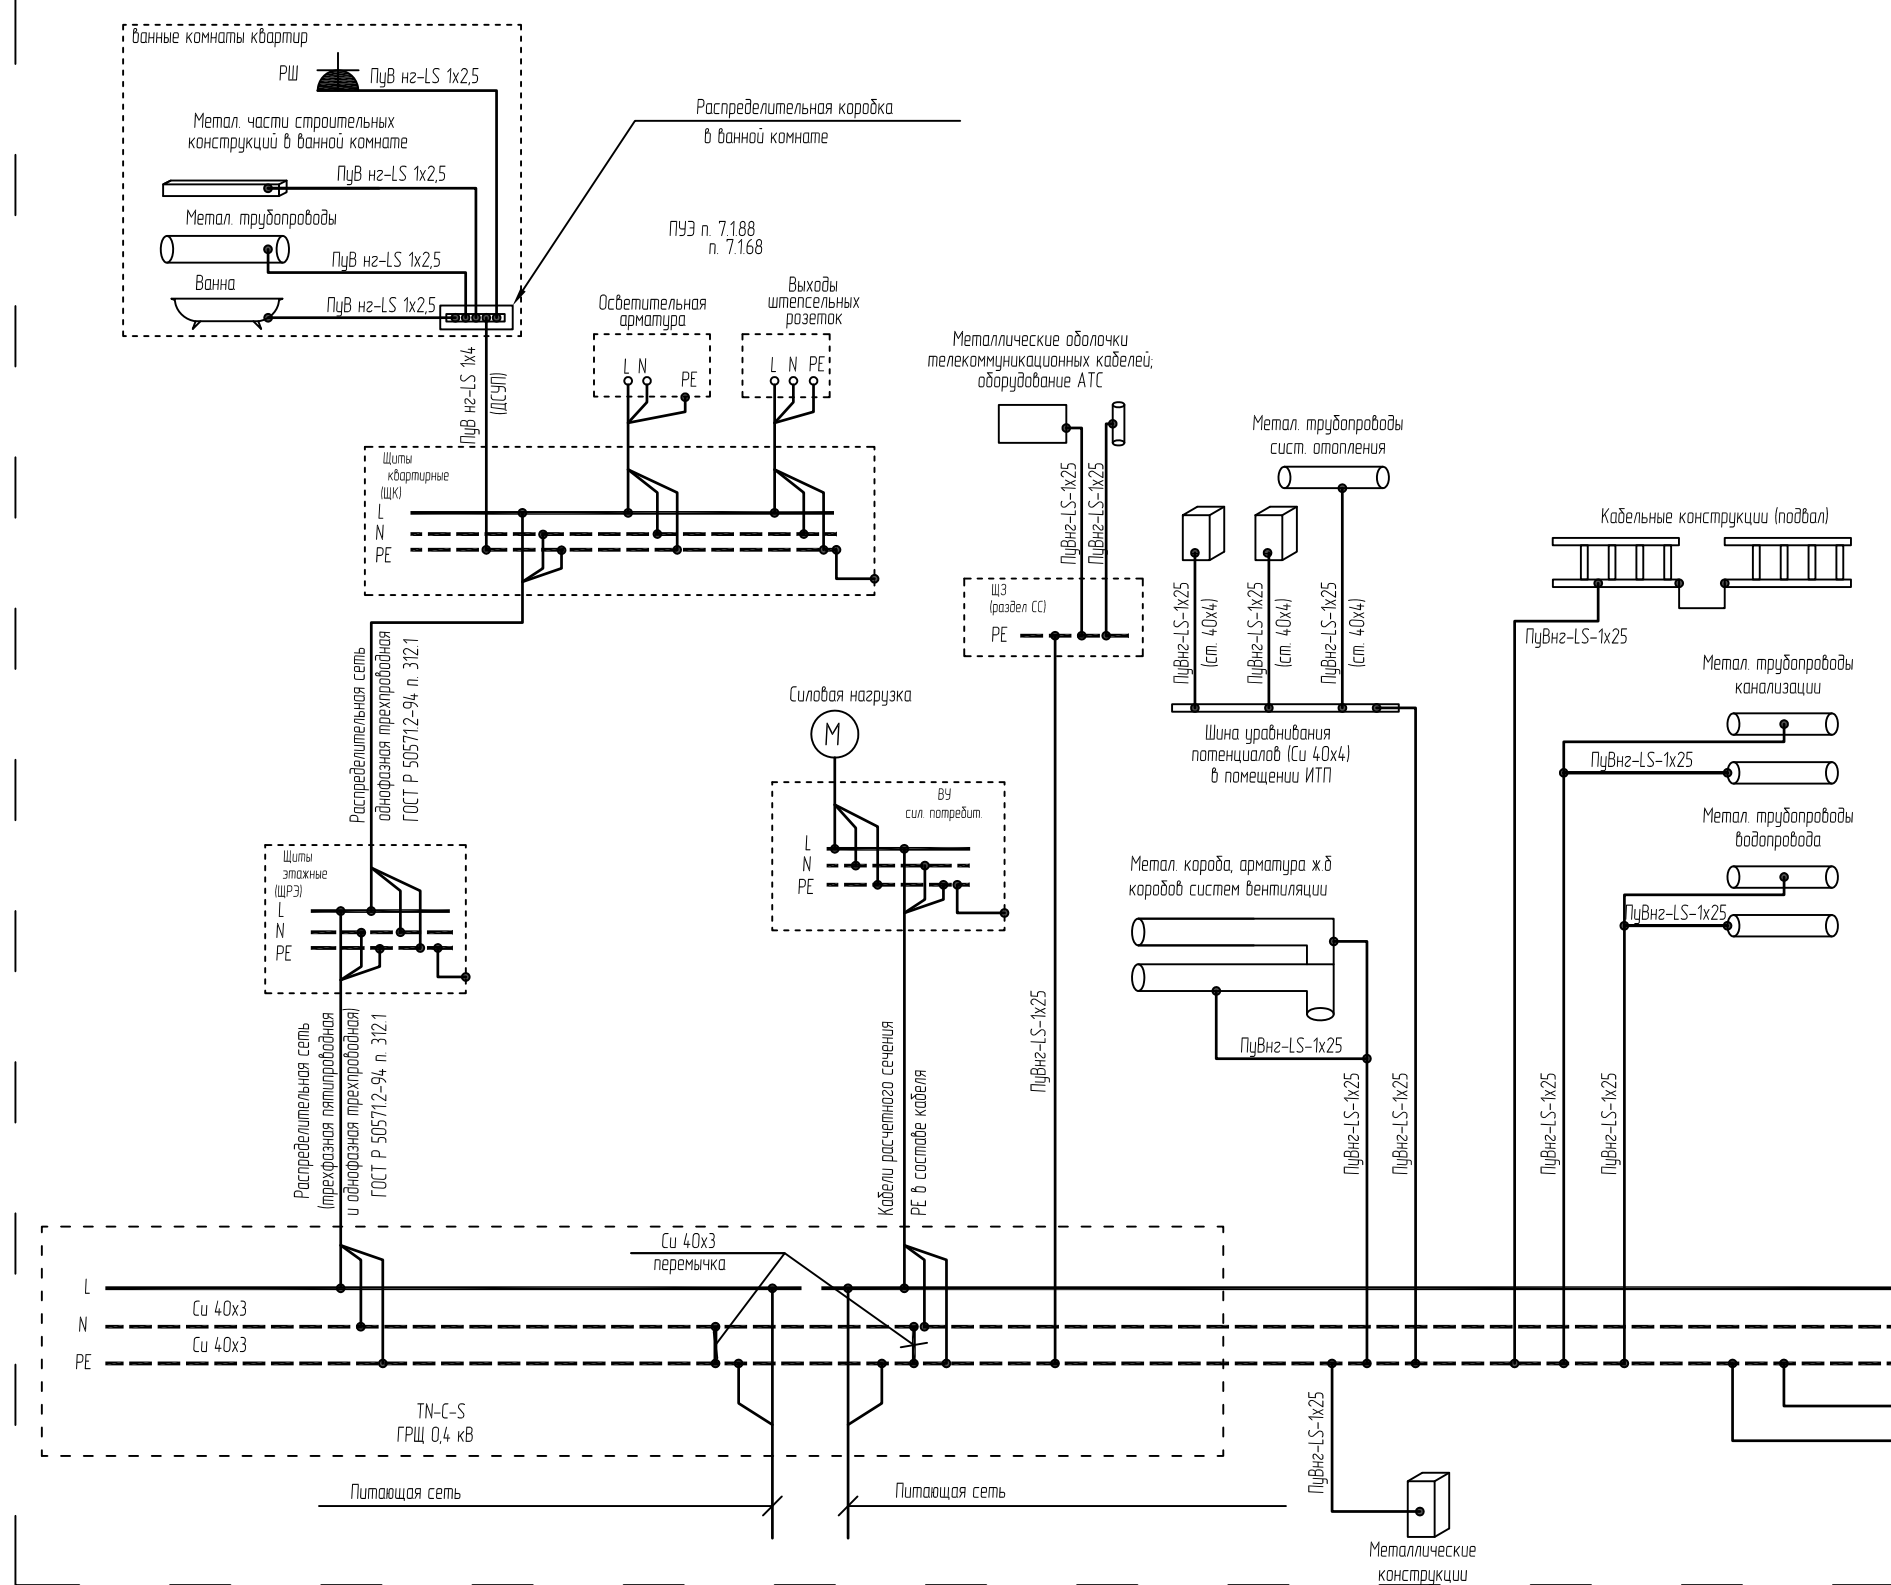 ванные комнаты квартир
РШ
ПуВ нг-LS 1х2,5
Метал. части строительных
конструкций в ванной комнате
ПуВ нг-LS 1х2,5
Метал. трубопроводы
ПуВ нг-LS 1х2,5
Ванна
ПуВ нг-LS 1х2,5
Распределительная коробка
в ванной комнате
ПУЭ п. 7.1.88
п. 7.1.68
ПуВ нг-LS 1х4
(ДСУП)
Осветительная
арматура
L N
PE
Выходы
штепсельных
розеток
L N PE
Щиты
квартирные
(ЩК)
L
N
PE
Металлические оболочки
телекоммуникационных кабелей;
оборудование АТС
ПуВнг-LS-1х25
ПуВнг-LS-1х25
ЩЗ
(раздел СС)
PE
Метал. трубопроводы
сист. отопления
ПуВнг-LS-1х25
(ст. 40х4)
ПуВнг-LS-1х25
(ст. 40х4)
ПуВнг-LS-1х25
(ст. 40х4)
Шина уравнивания
потенциалов (Си 40х4)
в помещении ИТП
Кабельные конструкции (подвал)
ПуВнг-LS-1х25
Метал. трубопроводы
канализации
ПуВнг-LS-1х25
Метал. трубопроводы
водопровода
ПуВнг-LS-1х25
Распределительная сеть
однофазная трехпроводная
ГОСТ Р 50571.2-94 п. 312.1
Силовая нагрузка
М
ВУ
сил. потребит.
L
N
PE
Щиты
этажные
(ЩРЭ)
L
N
PE
Метал. короба, арматура ж.б
коробов систем вентиляции
ПуВнг-LS-1х25
Распределительная сеть
(трехфазная пятипроводная
и однофазная трехпроводная)
ГОСТ Р 50571.2-94 п. 312.1
Кабели расчетного сечения
РЕ в составе кабеля
ПуВнг-LS-1х25
ПуВнг-LS-1х25
ПуВнг-LS-1х25
ПуВнг-LS-1х25
ПуВнг-LS-1х25
Си 40х3
перемычка
L
Си 40х3
N
Си 40х3
PE
TN-C-S
ГРЩ 0,4 кВ
Питающая сеть
Питающая сеть
ПуВнг-LS-1х25
Металлические
конструкции